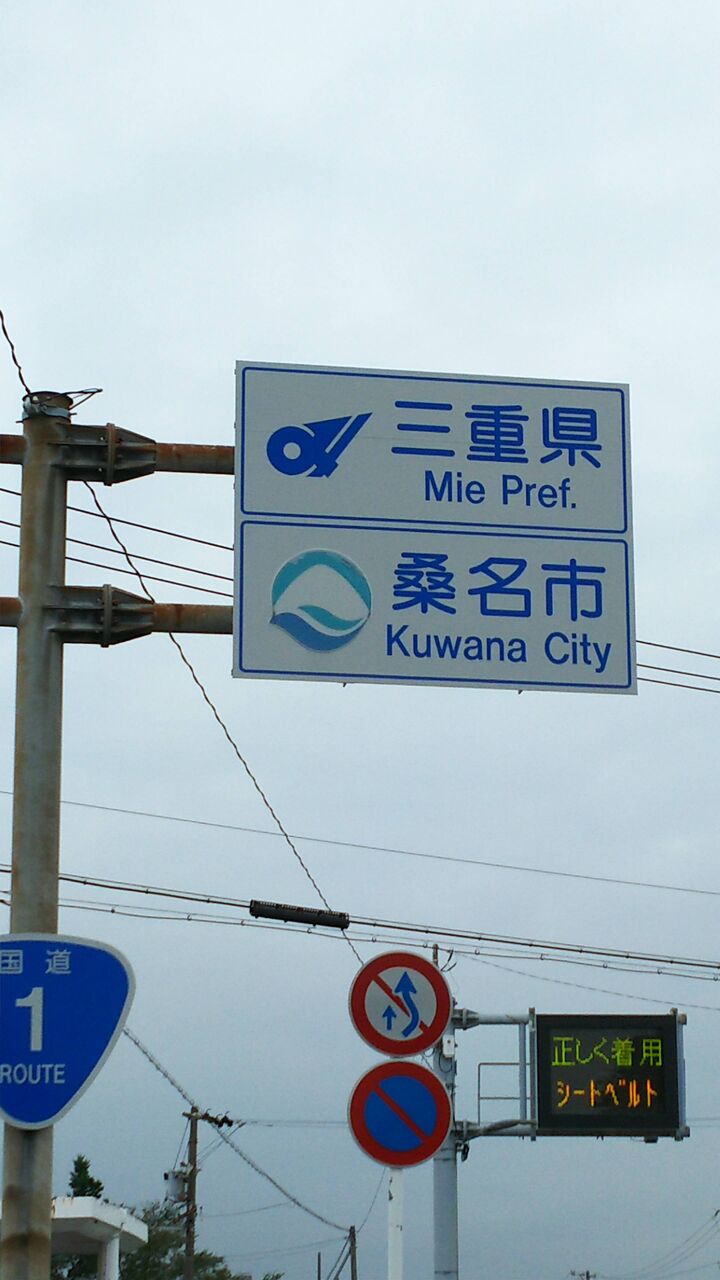 三重県
Mie Pref.
桑名市
Kuwana City
国道
1
ROUTE
正しく着用
シートベルト